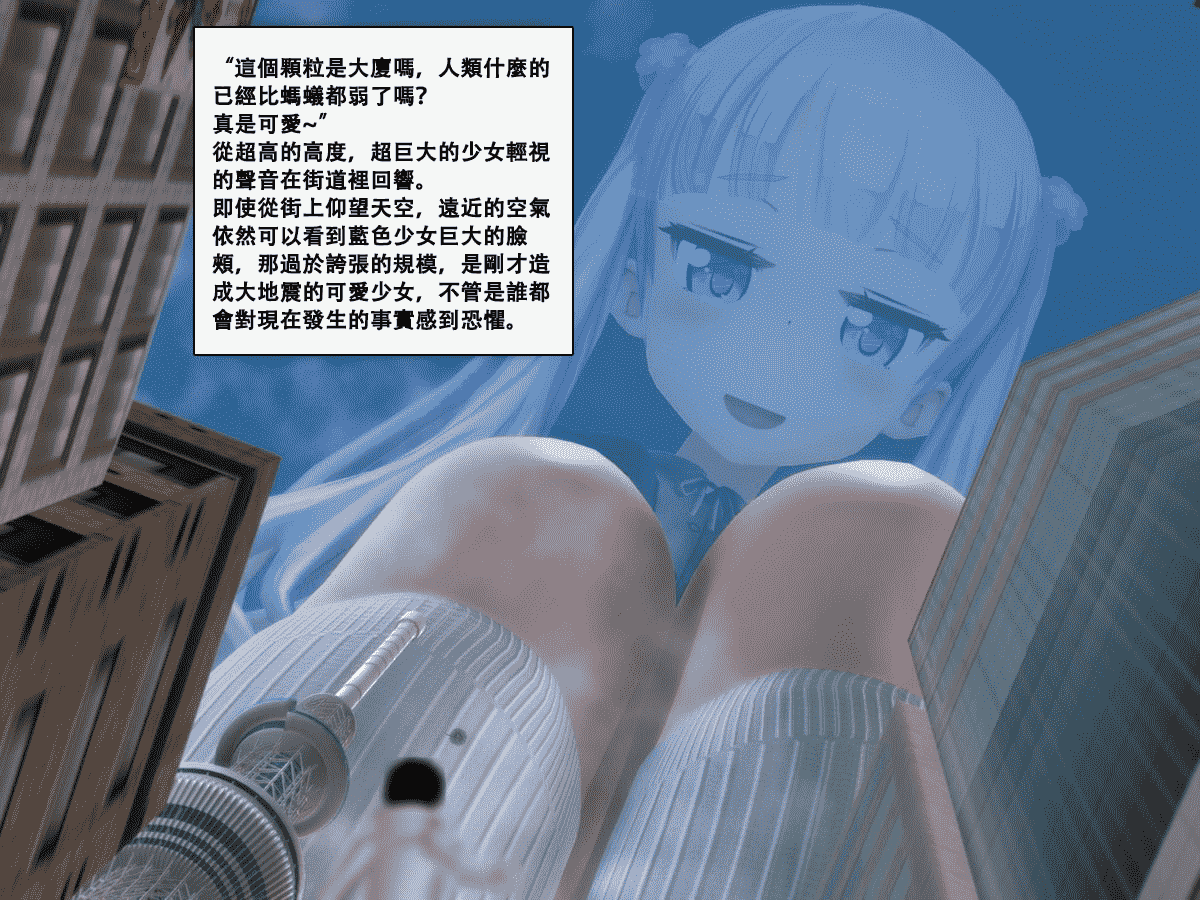 “這個顆粒是大廈嗎，人類什麼的
已經比螞蟻都弱了嗎？
真是可愛~”
從超高的高度，超巨大的少女輕視
的聲音在街道裡回響。
即使從街上仰望天空，遠近的空氣
依然可以看到藍色少女巨大的臉
頰，那過於誇張的規模，是剛才造
成大地震的可愛少女，不管是誰都
會對現在發生的事實感到恐懼。